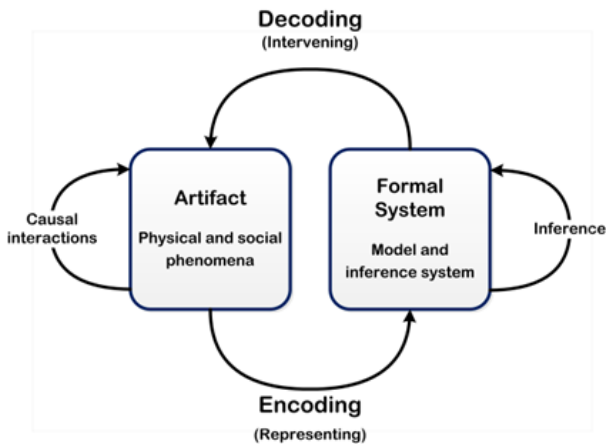 Decoding
(Intervening)
Artifact
Physical and social
phenomena
Formal
System
Model and
inference system
Causal
interactions
Inference
Encoding
(Representing)